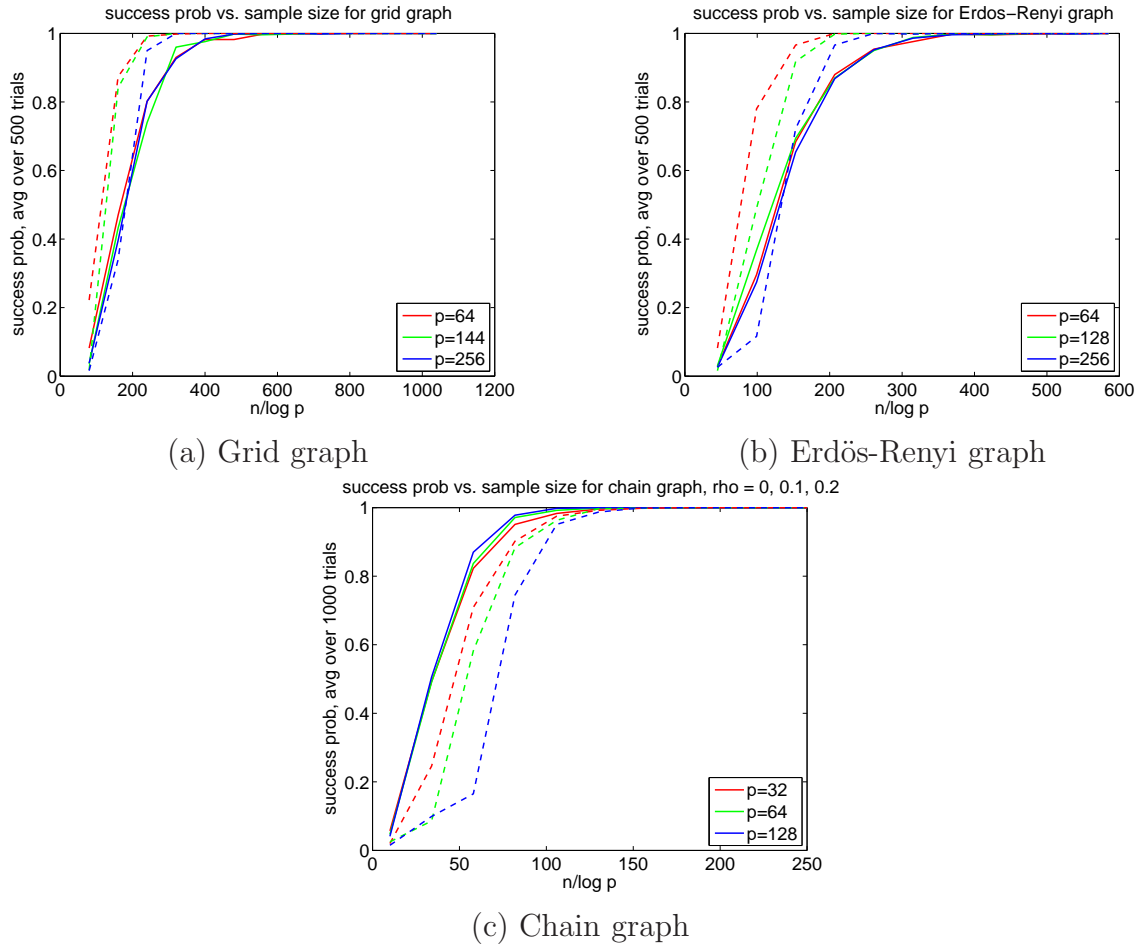 success prob vs. sample size for grid graph
success prob, avg over 500 trials
1
0.8
0.6
0.4
0.2
0
0 200 400 600 800 1000 1200
n/log p
p=64
p=144
p=256
(a) Grid graph
success prob vs. sample size for Erdos−Renyi graph
success prob, avg over 500 trials
1
0.8
0.6
0.4
0.2
0
0 100 200 300 400 500 600
n/log p
p=64
p=128
p=256
(b) Erdös-Renyi graph
success prob vs. sample size for chain graph, rho = 0, 0.1, 0.2
success prob, avg over 1000 trials
1
0.8
0.6
0.4
0.2
0
0 50 100 150 200 250
n/log p
p=32
p=64
p=128
(c) Chain graph